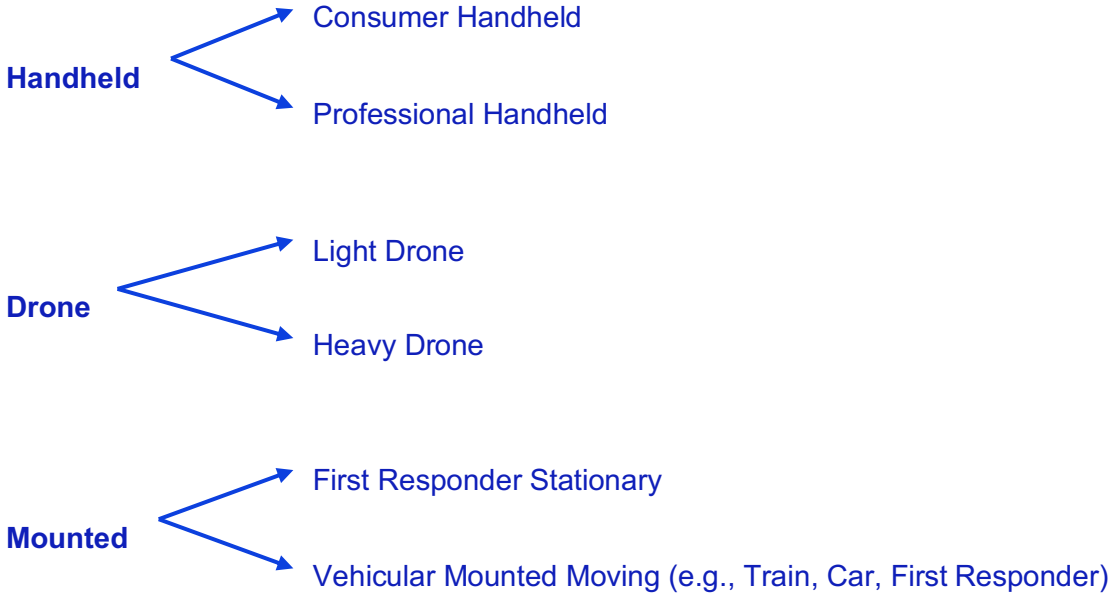 Consumer Handheld
Handheld
Professional Handheld
Light Drone
Drone
Heavy Drone
First Responder Stationary
Mounted
Vehicular Mounted Moving (e.g., Train, Car, First Responder)